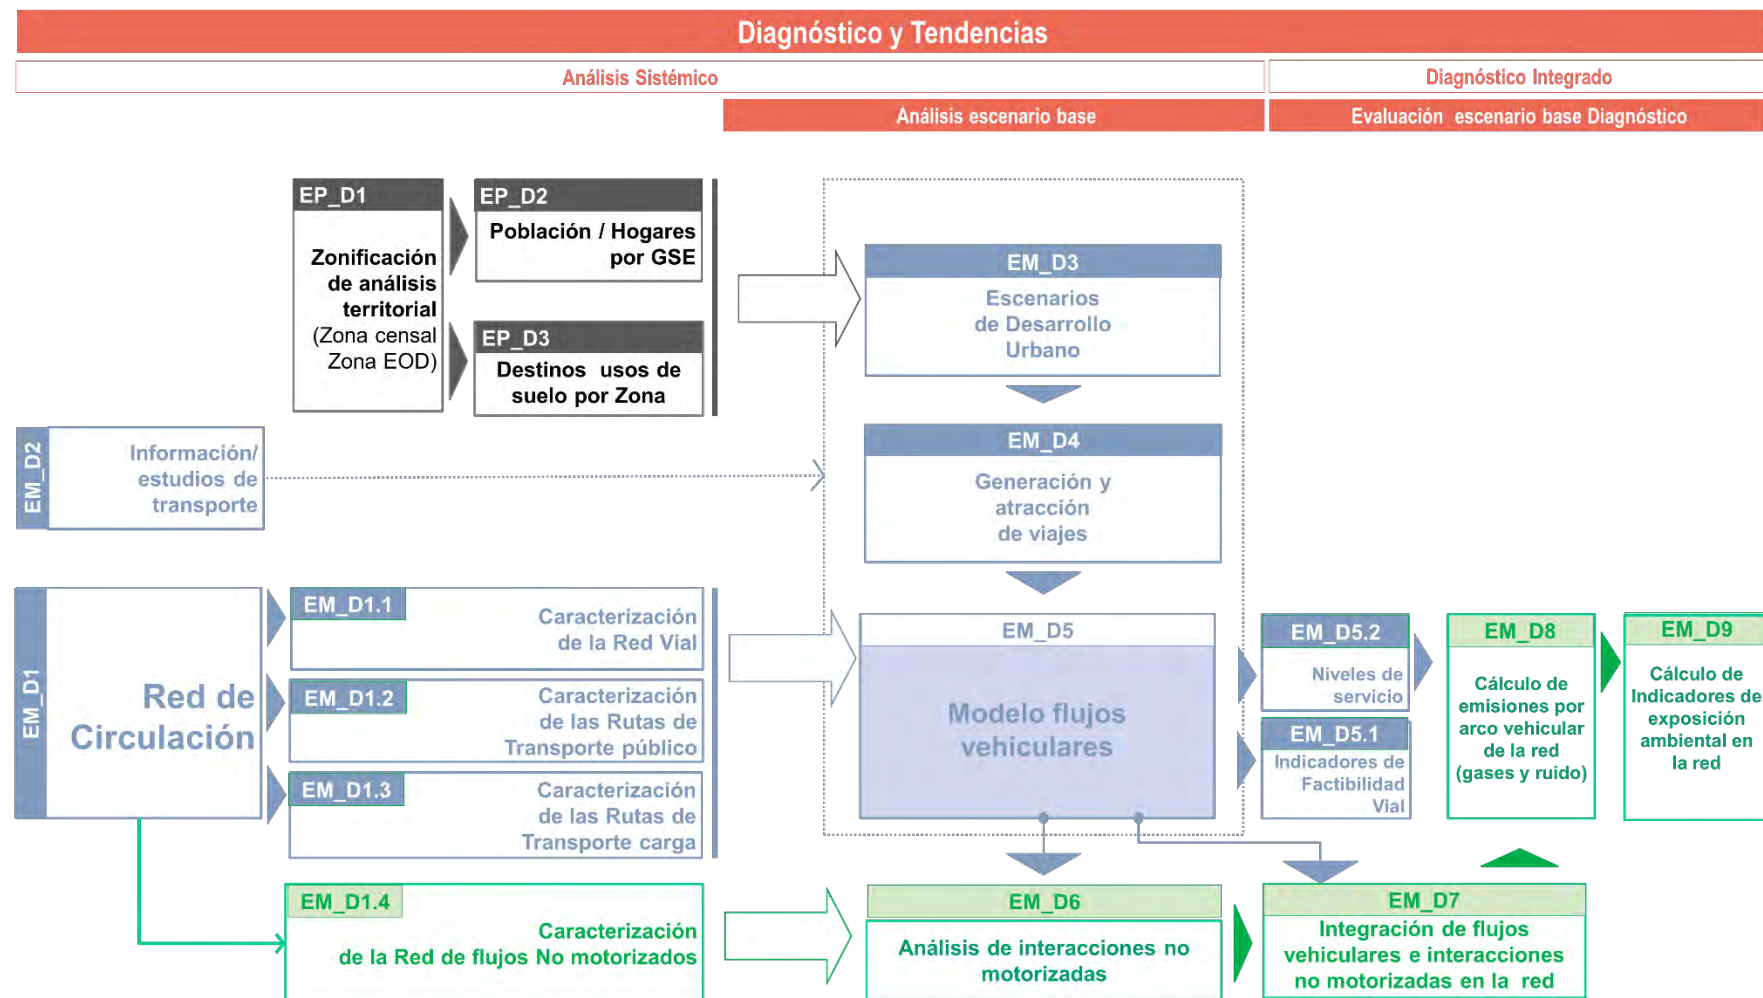 Diagnóstico y Tendencias
Análisis Sistémico
Diagnóstico Integrado
Análisis escenario base
Evaluación escenario base Diagnóstico
EP_D1
Zonificación
de análisis
territorial
(Zona censal
Zona EOD)
EP_D2
Población / Hogares
por GSE
EP_D3
Destinos usos de
suelo por Zona
EM_D3
Escenarios
de Desarrollo
Urbano
EM_D2
Información/
estudios de
transporte
EM_D4
Generación y
atracción
de viajes
EM_D1
Red de
Circulación
EM_D1.1
Caracterización
de la Red Vial
EM_D1.2
Caracterización
de las Rutas de
Transporte público
EM_D1.3
Caracterización
de las Rutas de
Transporte carga
EM_D5
Modelo flujos
vehiculares
EM_D5.2
Niveles de
servicio
EM_D5.1
Indicadores de
Factibilidad
Vial
EM_D8
Cálculo de
emisiones por
arco vehicular
de la red
(gases y ruido)
EM_D9
Cálculo de
Indicadores de
exposición
ambiental en
la red
EM_D1.4
Caracterización
de la Red de flujos No motorizados
EM_D6
Análisis de interacciones no
motorizadas
EM_D7
Integración de flujos
vehiculares e interacciones
no motorizadas en la red